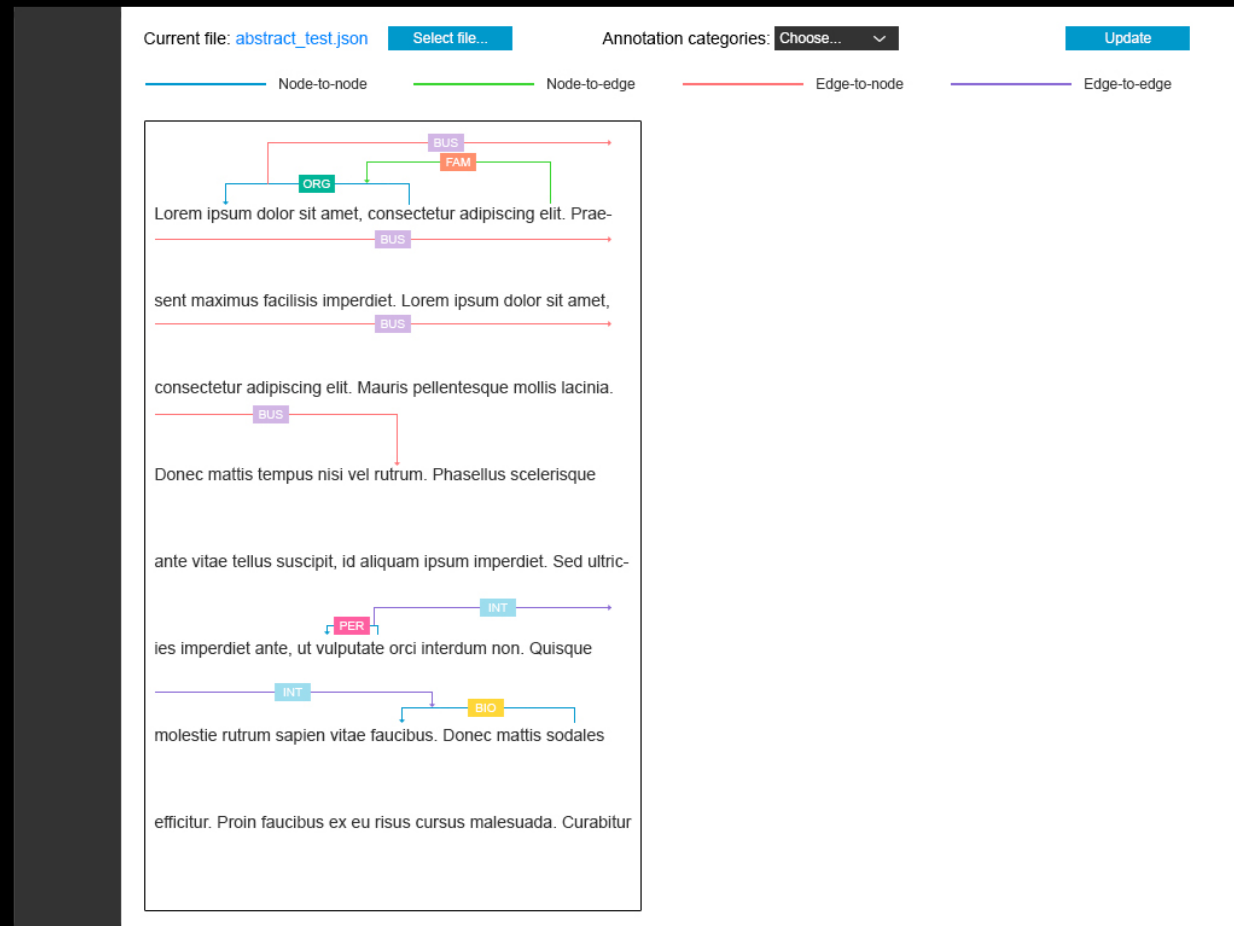 Current file: abstract_test.json Select file... Annotation categories: Choose... Update
Node-to-node Node-to-edge Edge-to-node Edge-to-edge
BUS
FAM
ORG
Lorem ipsum dolor sit amet, consectetur adipiscing elit. Prae-
BUS
sent maximus facilisis imperdiet. Lorem ipsum dolor sit amet,
BUS
consectetur adipiscing elit. Mauris pellentesque mollis lacinia.
BUS
Donec mattis tempus nisi vel rutrum. Phasellus scelerisque
ante vitae tellus suscipit, id aliquam ipsum imperdiet. Sed ultric-
INT
PER
ies imperdiet ante, ut vulputate orci interdum non. Quisque
INT
BIO
molestie rutrum sapien vitae faucibus. Donec mattis sodales
efficitur. Proin faucibus ex eu risus cursus malesuada. Curabitur